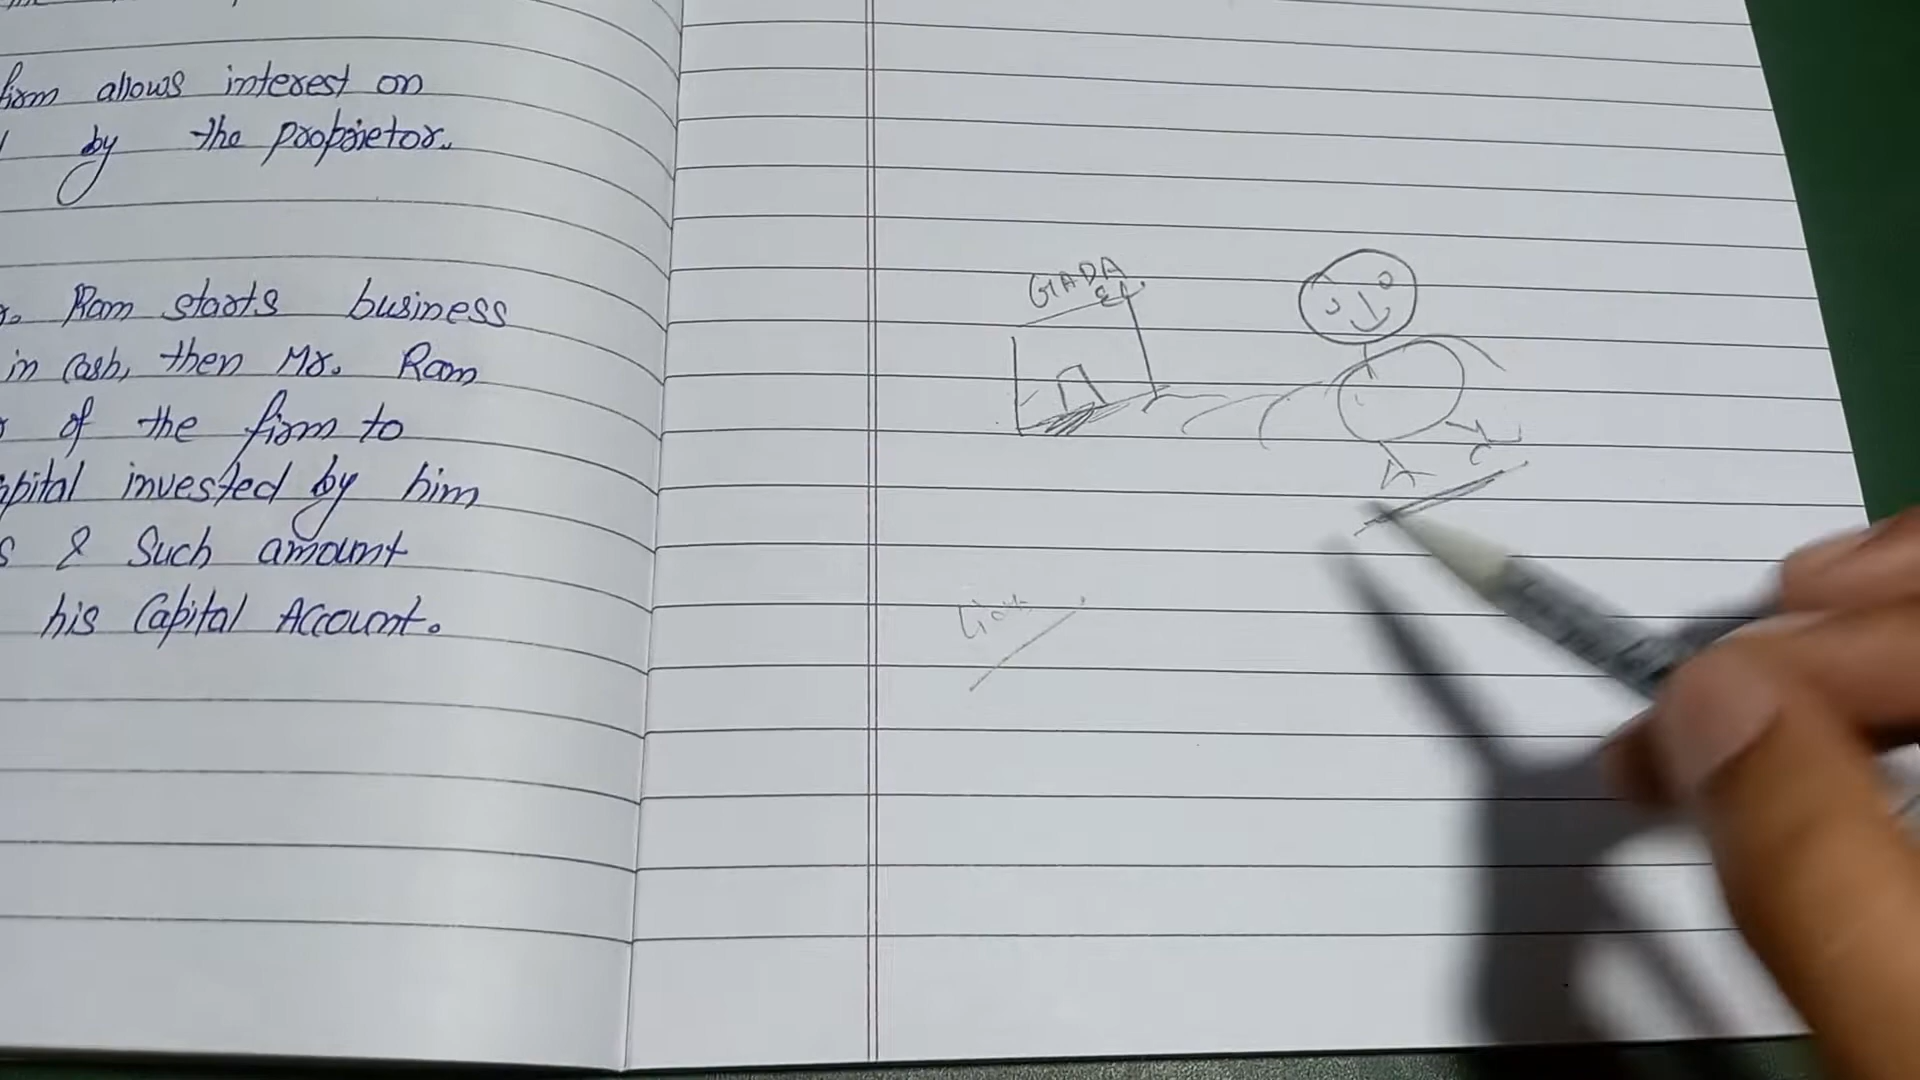 firm allows interest on
by the proprietor.
Ram starts business
in Cash, then Mr. Ram
of the firm to
invested by him
& Such amount
his Capital Account.
GADA